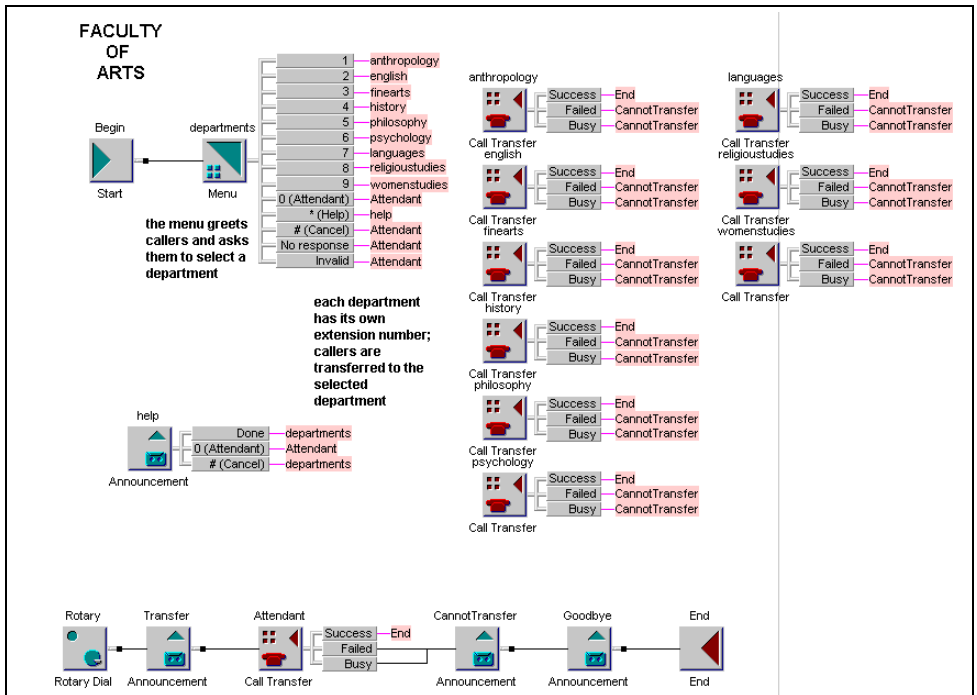 FACULTY
OF
ARTS
Begin
Start
departments
Menu
1 anthropology
2 english
3 finearts
4 history
5 philosophy
6 psychology
7 languages
8 religioustudies
9 womenstudies
0 (Attendant) Attendant
* (Help) help
# (Cancel) Attendant
No response Attendant
Invalid Attendant
the menu greets
callers and asks
them to select a
department
each department
has its own
extension number;
callers are
transferred to the
selected
department
help
Announcement
Done departments
0 (Attendant) Attendant
# (Cancel) departments
anthropology
Success End
Failed CannotTransfer
Busy CannotTransfer
Call Transfer
english
Success End
Failed CannotTransfer
Busy CannotTransfer
Call Transfer
finearts
Success End
Failed CannotTransfer
Busy CannotTransfer
Call Transfer
history
Success End
Failed CannotTransfer
Busy CannotTransfer
Call Transfer
philosophy
Success End
Failed CannotTransfer
Busy CannotTransfer
Call Transfer
psychology
Success End
Failed CannotTransfer
Busy CannotTransfer
Call Transfer
languages
Success End
Failed CannotTransfer
Busy CannotTransfer
Call Transfer
religioustudies
Success End
Failed CannotTransfer
Busy CannotTransfer
Call Transfer
womenstudies
Success End
Failed CannotTransfer
Busy CannotTransfer
Call Transfer
Rotary
Rotary Dial
Transfer
Announcement
Attendant
Call Transfer
Success End
Failed
Busy
CannotTransfer
Announcement
Goodbye
Announcement
End
End